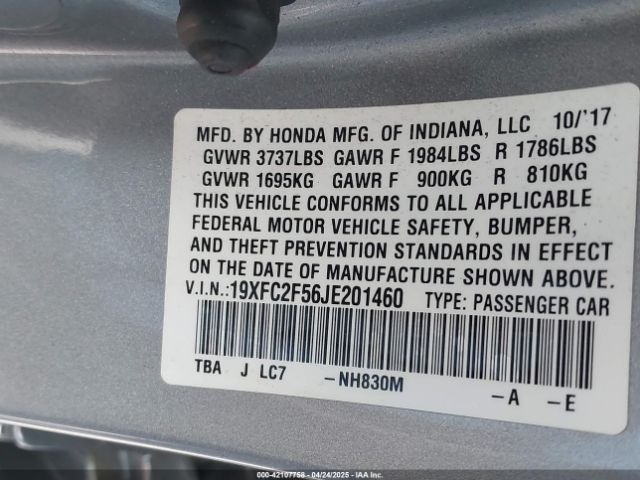 MFD. BY HONDA MFG. OF INDIANA, LLC 10/'17
GVWR 3737LBS GAWR F 1984LBS R 1786LBS
GVWR 1695KG GAWR F 900KG R 810KG
THIS VEHICLE CONFORMS TO ALL APPLICABLE
FEDERAL MOTOR VEHICLE SAFETY, BUMPER,
AND THEFT PREVENTION STANDARDS IN EFFECT
ON THE DATE OF MANUFACTURE SHOWN ABOVE.
V.I.N.:19XFC2F56JE201460 TYPE: PASSENGER CAR
TBA J LC7 -NH830M -A -E
000-42107758 - 04/24/2025 - IAA Inc.